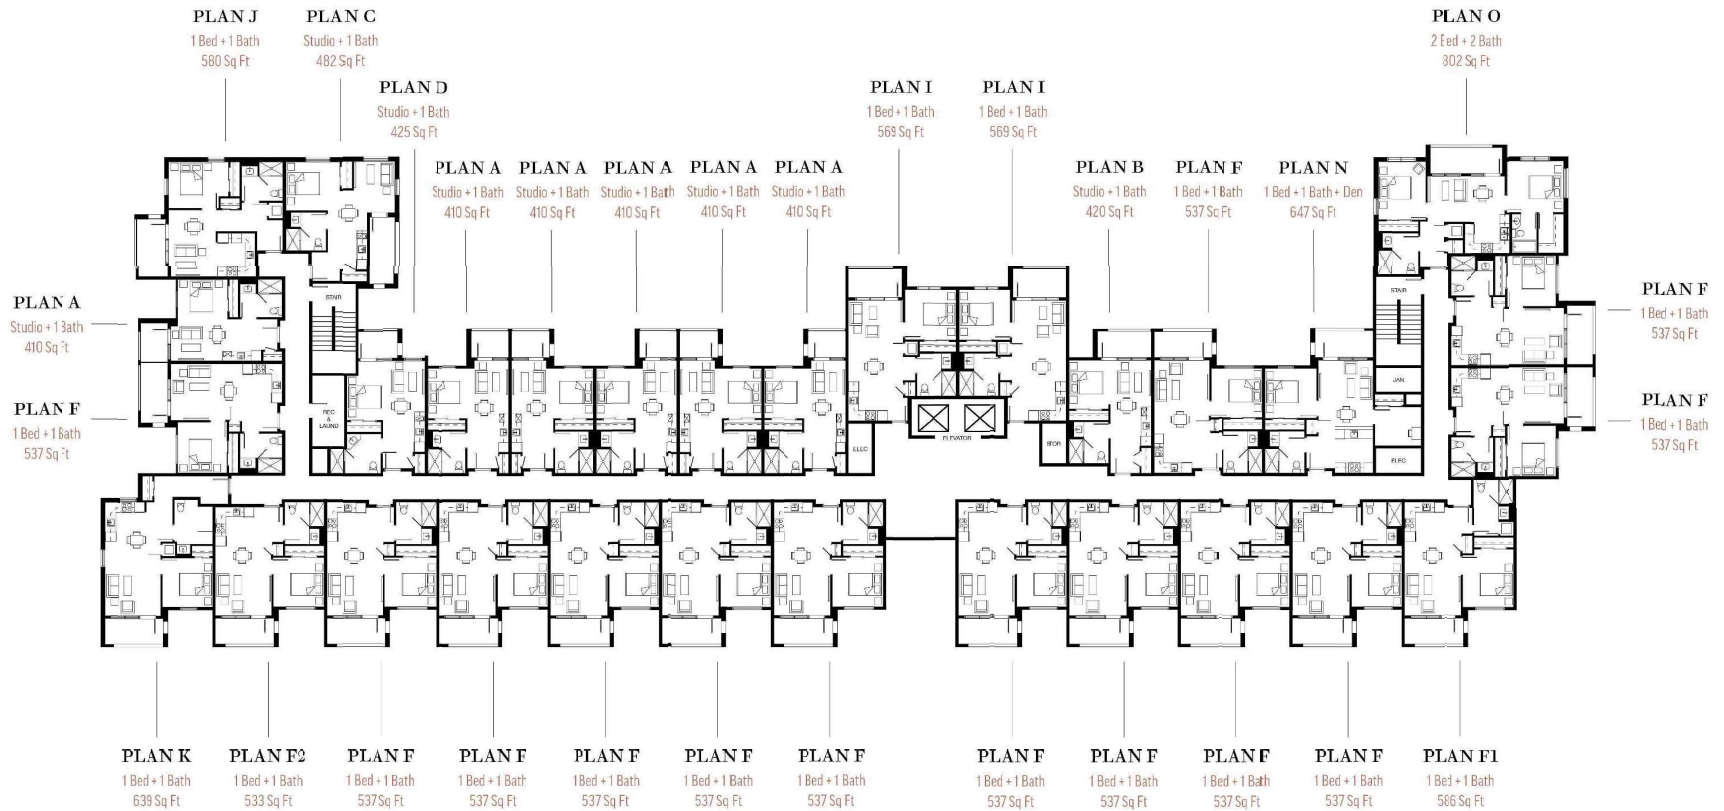 PLAN J
1 Bed + 1 Bath
580 Sq Ft
PLAN C
Studio + 1 Bath
482 Sq Ft
PLAN O
2 Bed + 2 Bath
802 Sq Ft
PLAN D
Studio + 1 Bath
425 Sq Ft
PLAN I
1 Bed + 1 Bath
569 Sq Ft
PLAN I
1 Bed + 1 Bath
569 Sq Ft
PLAN A
Studio + 1 Bath
410 Sq Ft
PLAN A
Studio + 1 Bath
410 Sq Ft
PLAN A
Studio + 1 Bath
410 Sq Ft
PLAN A
Studio + 1 Bath
410 Sq Ft
PLAN A
Studio + 1 Bath
410 Sq Ft
PLAN B
Studio + 1 Bath
420 Sq Ft
PLAN F
1 Bed + 1 Bath
537 Sq Ft
PLAN N
1 Bed + 1 Bath + Den
647 Sq Ft
PLAN A
Studio + 1 Bath
410 Sq Ft
PLAN F
1 Bed + 1 Bath
537 Sq Ft
STAIR
REC
&
LAUND
ELEC
ELEVATOR
STOR
STAIR
JAN.
ELEC
PLAN F
1 Bed + 1 Bath
537 Sq Ft
PLAN F
1 Bed + 1 Bath
537 Sq Ft
PLAN K
1 Bed + 1 Bath
639 Sq Ft
PLAN F2
1 Bed + 1 Bath
533 Sq Ft
PLAN F
1 Bed + 1 Bath
537 Sq Ft
PLAN F
1 Bed + 1 Bath
537 Sq Ft
PLAN F
1 Bed + 1 Bath
537 Sq Ft
PLAN F
1 Bed + 1 Bath
537 Sq Ft
PLAN F
1 Bed + 1 Bath
537 Sq Ft
PLAN F
1 Bed + 1 Bath
537 Sq Ft
PLAN F
1 Bed + 1 Bath
537 Sq Ft
PLAN F
1 Bed + 1 Bath
537 Sq Ft
PLAN F
1 Bed + 1 Bath
537 Sq Ft
PLAN F1
1 Bed + 1 Bath
586 Sq Ft